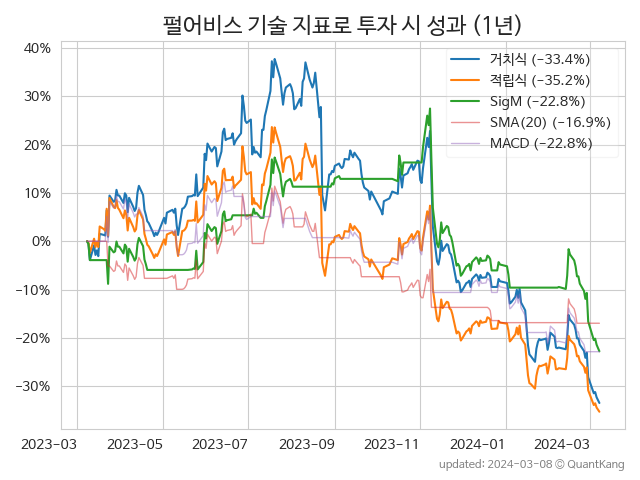 펄어비스 기술 지표로 투자 시 성과 (1년)
40%
30%
20%
10%
0%
−10%
−20%
−30%
거치식 (−33.4%)
적립식 (−35.2%)
SigM (−22.8%)
SMA(20) (−16.9%)
MACD (−22.8%)
2023−03
2023−05
2023−07
2023−09
2023−11
2024−01
2024−03
updated: 2024−03−08 © QuantKang